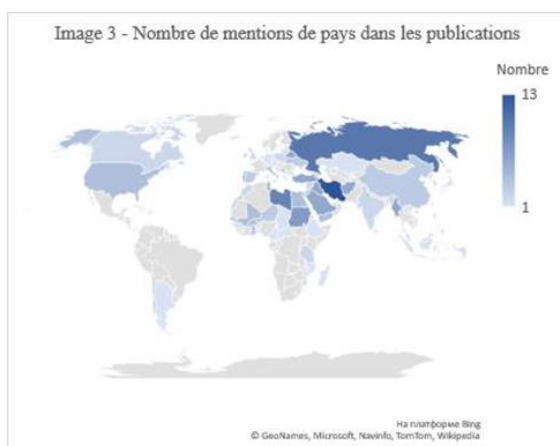 Image 3 - Nombre de mentions de pays dans les publications
Nombre
13
1
На платформе Bing
© GeoNames, Microsoft, Navinfo, TomTom, Wikipedia